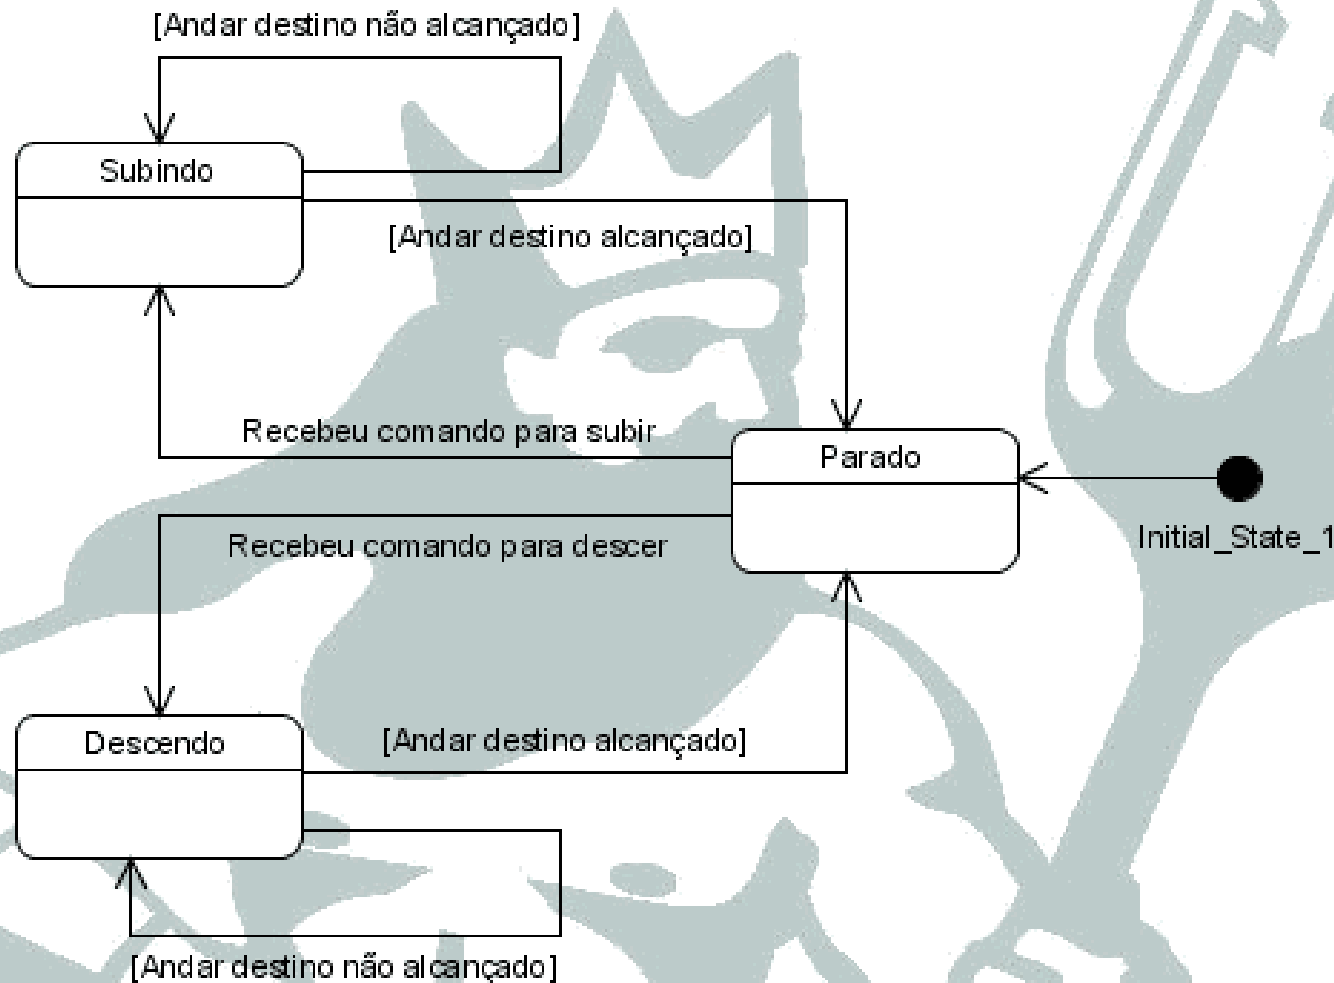 [Andar destino não alcançado]
Subindo
[Andar destino alcançado]
Recebeu comando para subir
Parado
Initial_State_1
Recebeu comando para descer
Descendo
[Andar destino alcançado]
[Andar destino não alcançado]